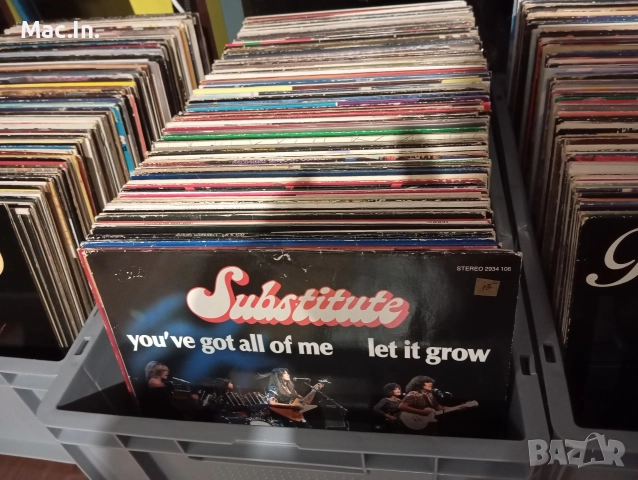 Mac.In.
STEREO 2934 106
Substitute
you've got all of me let it grow
BAZAR